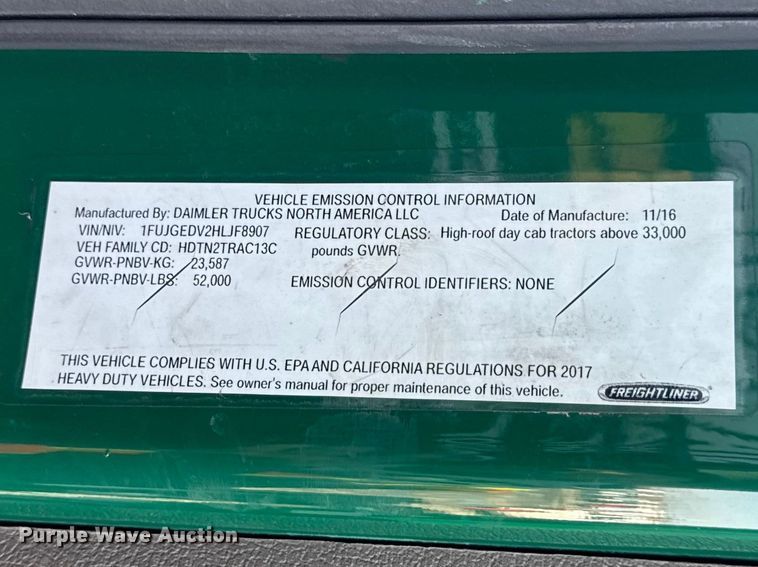 VEHICLE EMISSION CONTROL INFORMATION
Manufactured By: DAIMLER TRUCKS NORTH AMERICA LLC Date of Manufacture: 11/16
VIN/NIV: 1FUJGEDV2HLJF8907 REGULATORY CLASS: High-roof day cab tractors above 33,000
VEH FAMILY CD: HDTN2TRAC13C pounds GVWR.
GVWR-PNBV-KG: 23,587
GVWR-PNBV-LBS: 52,000 EMISSION CONTROL IDENTIFIERS: NONE
THIS VEHICLE COMPLIES WITH U.S. EPA AND CALIFORNIA REGULATIONS FOR 2017
HEAVY DUTY VEHICLES. See owner's manual for proper maintenance of this vehicle.
FREIGHTLINER
Purple Wave Auction